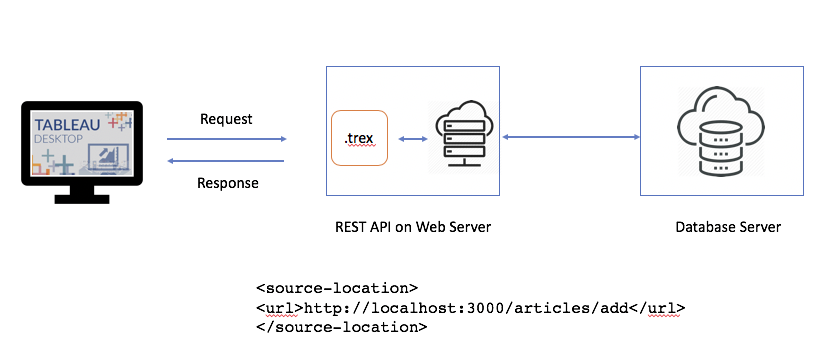 TABLEAU
DESKTOP
Request
Response
.trex
REST API on Web Server
Database Server
<source-location>
<url>http://localhost:3000/articles/add</url>
</source-location>